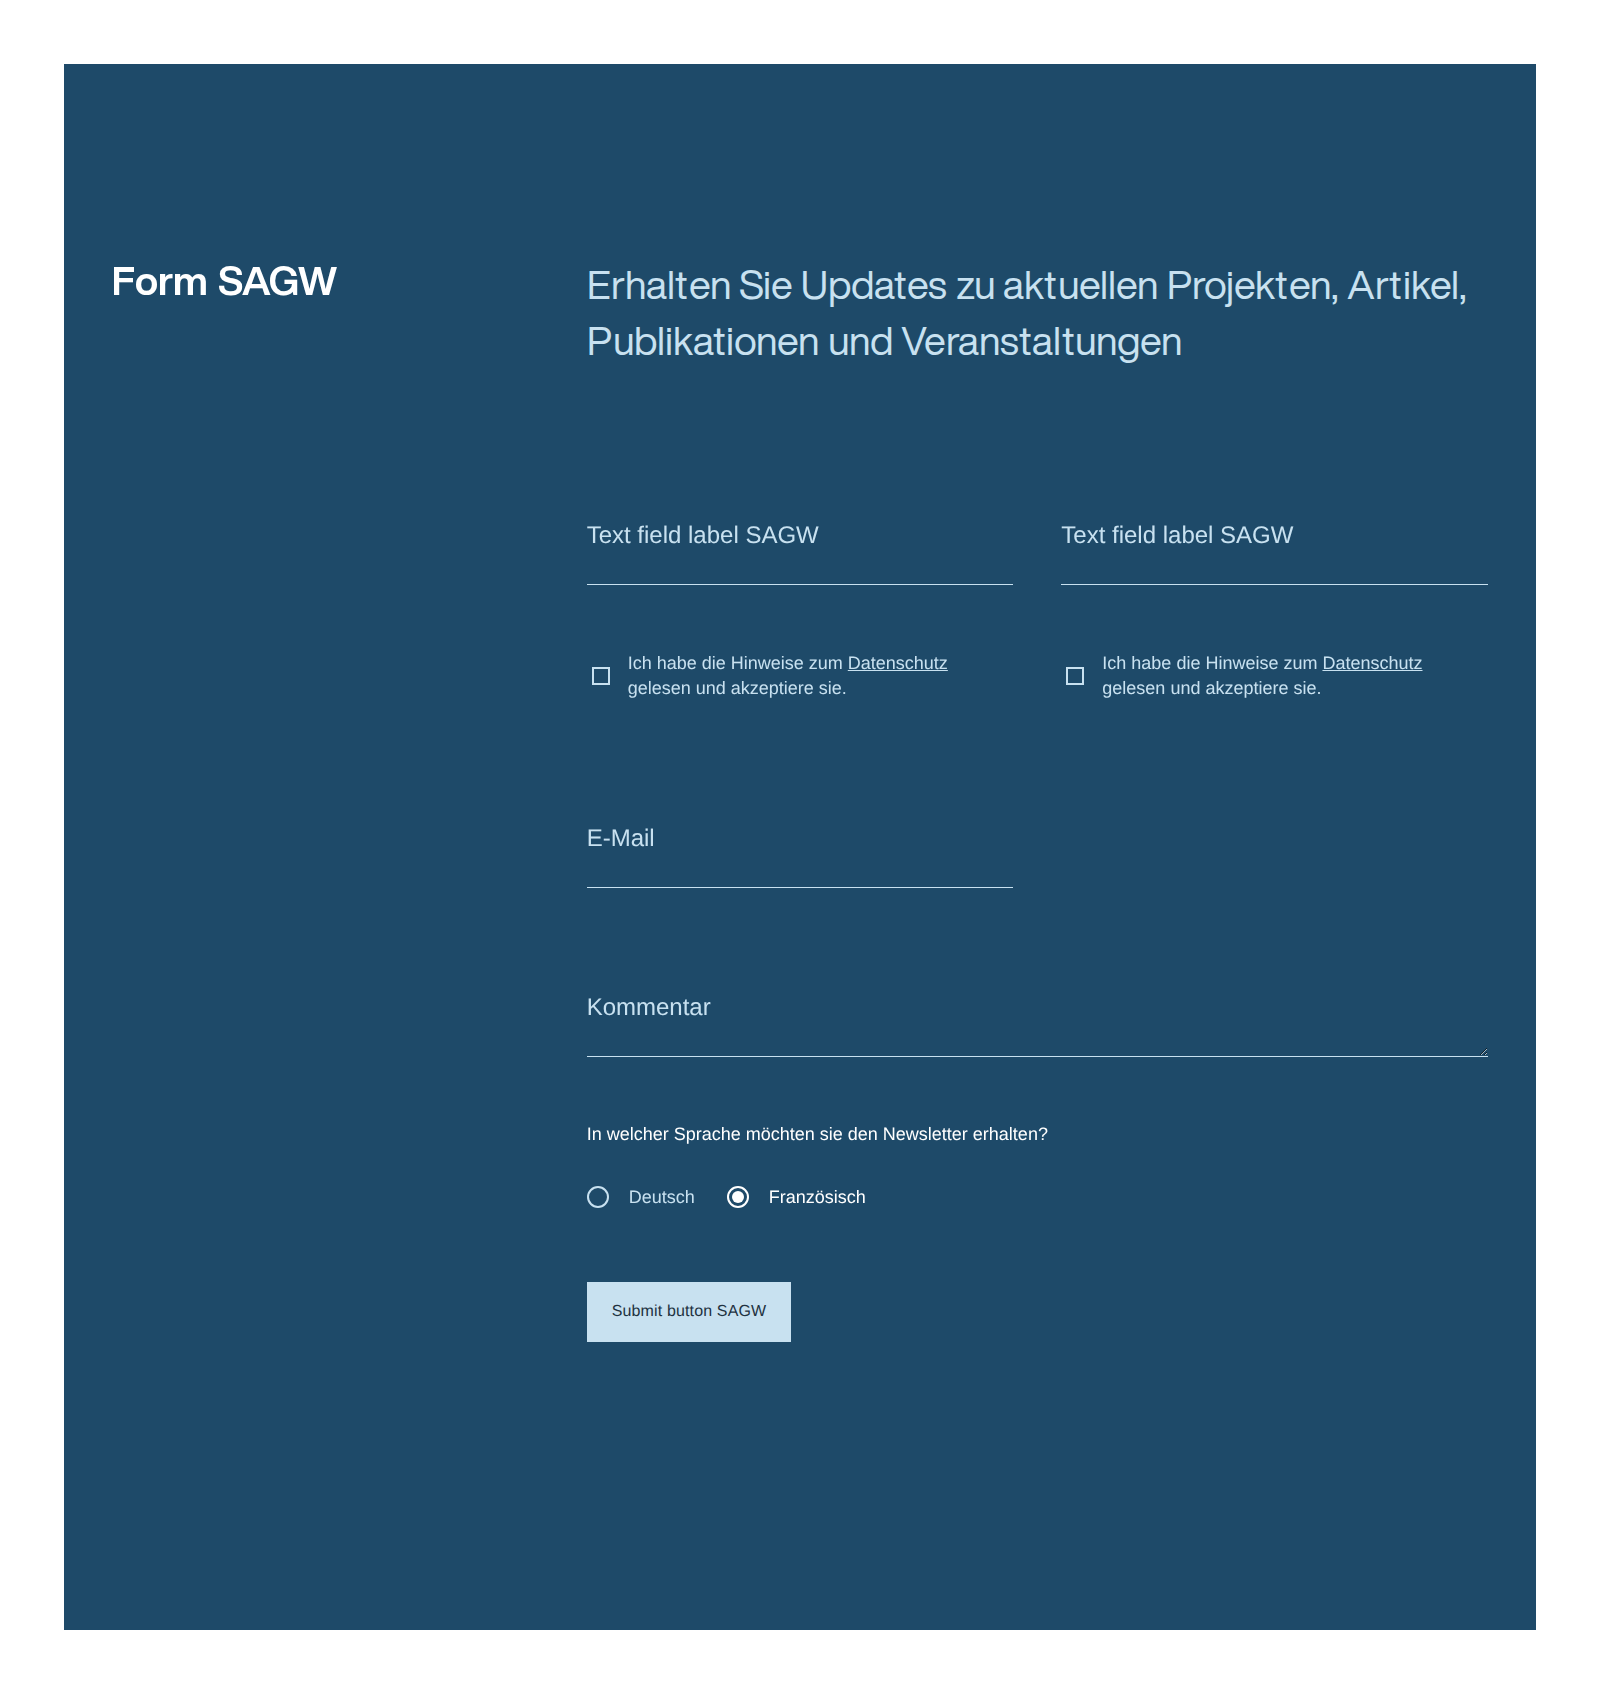 Form SAGW
Erhalten Sie Updates zu aktuellen Projekten, Artikel,
Publikationen und Veranstaltungen
Text field label SAGW
Text field label SAGW
Ich habe die Hinweise zum Datenschutz
gelesen und akzeptiere sie.
Ich habe die Hinweise zum Datenschutz
gelesen und akzeptiere sie.
E-Mail
Kommentar
In welcher Sprache möchten sie den Newsletter erhalten?
Deutsch
Französisch
Submit button SAGW